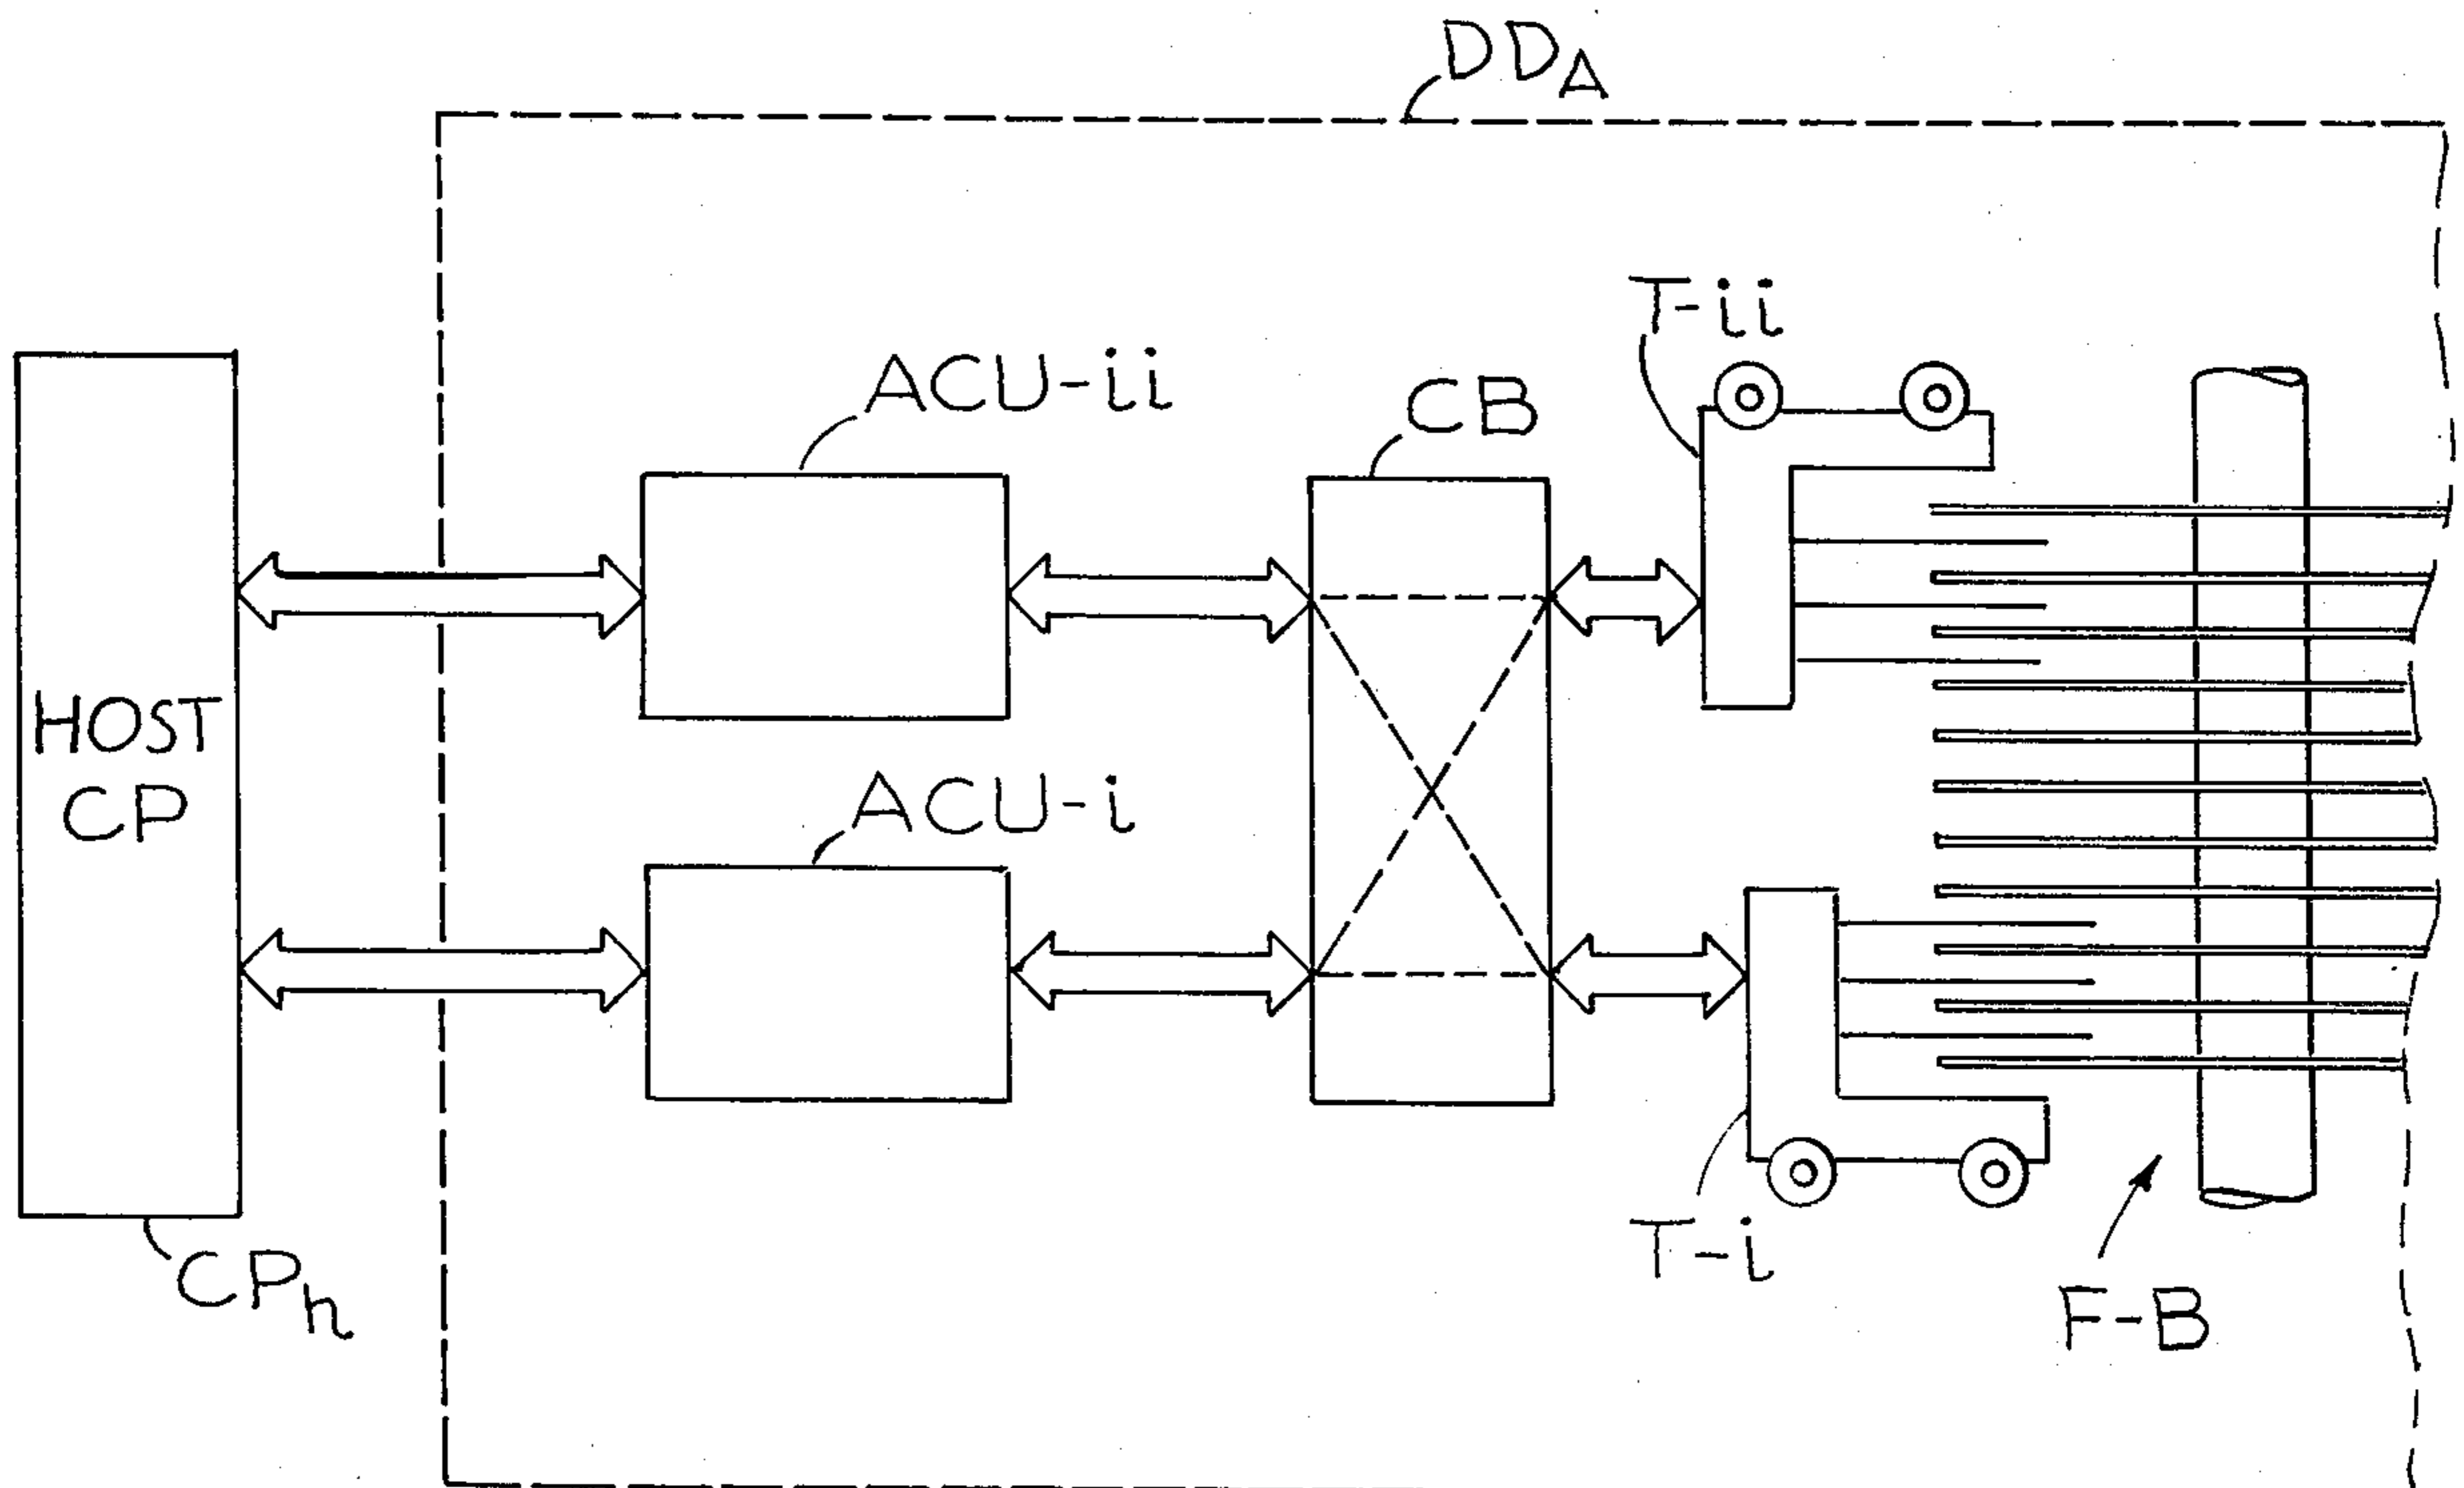 DDA
T-ii
ACU-ii
CB
HOST
CP
ACU-i
T-i
CPh
F-B